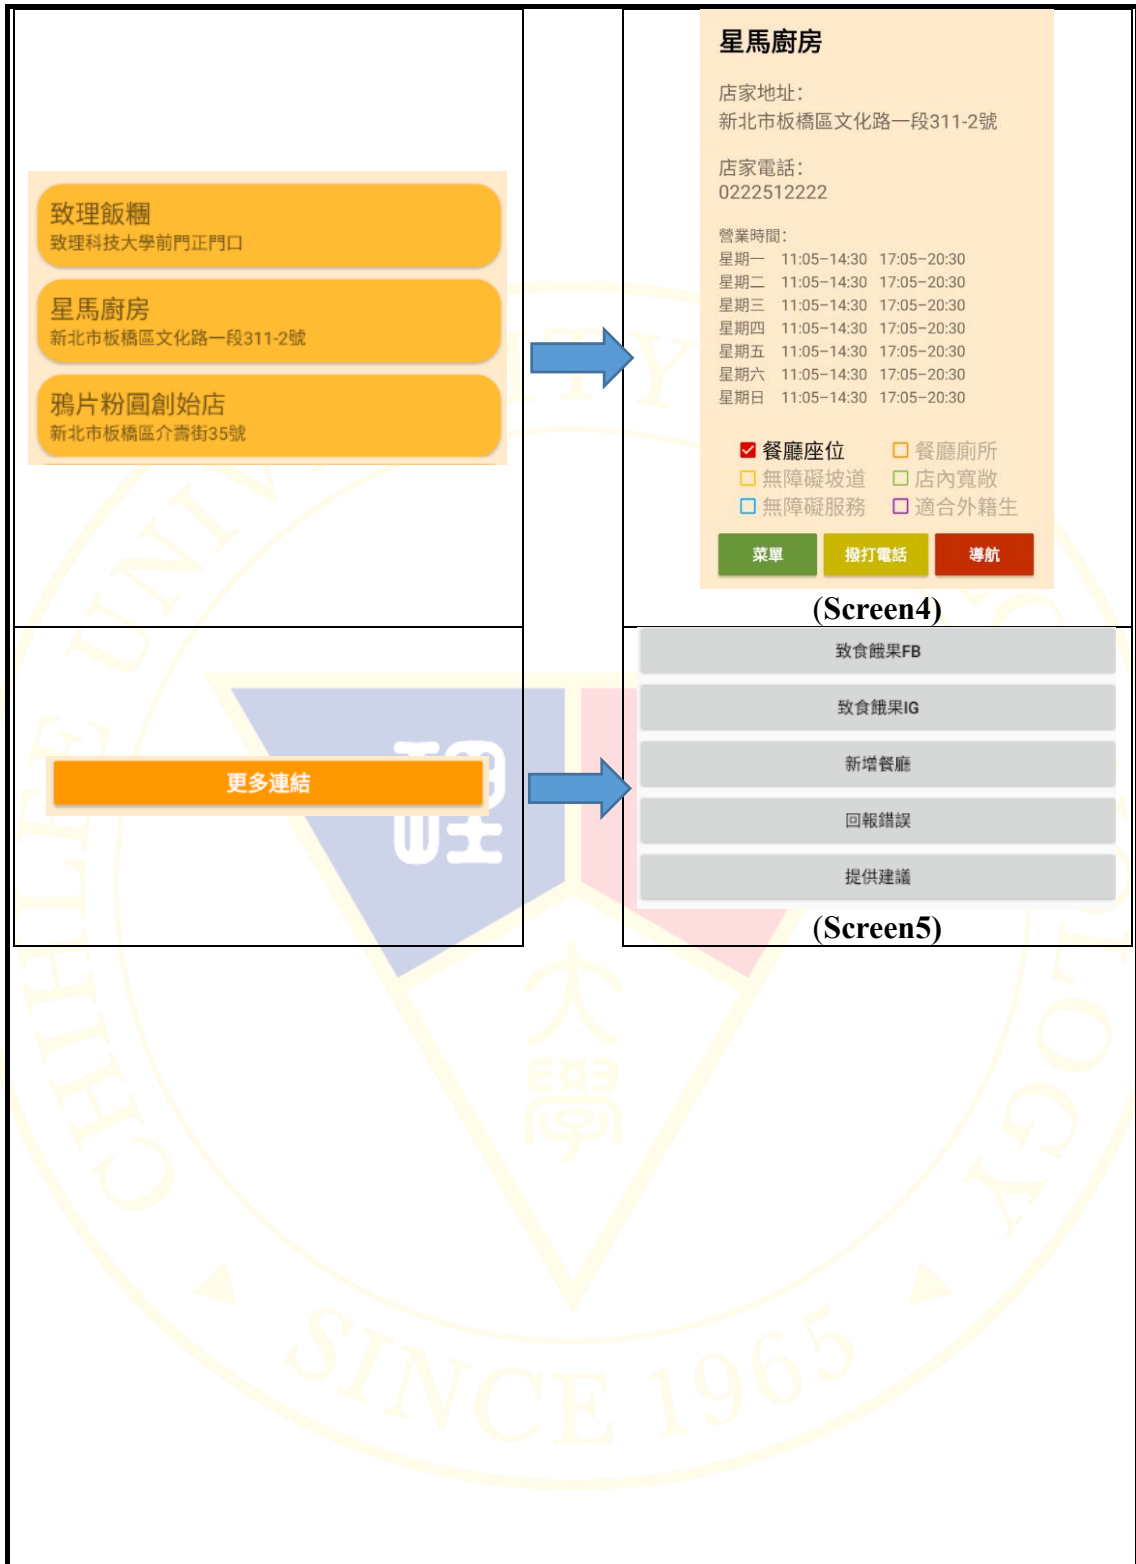 致理飯糰
致理科技大學前門正門口
星馬廚房
新北市板橋區文化路一段311-2號
鴉片粉圓創始店
新北市板橋區介壽街35號
星馬廚房
店家地址：
新北市板橋區文化路一段311-2號
店家電話：
0222512222
營業時間：
星期一 11:05-14:30 17:05-20:30
星期二 11:05-14:30 17:05-20:30
星期三 11:05-14:30 17:05-20:30
星期四 11:05-14:30 17:05-20:30
星期五 11:05-14:30 17:05-20:30
星期六 11:05-14:30 17:05-20:30
星期日 11:05-14:30 17:05-20:30
餐廳座位 餐廳廁所
無障礙坡道 店內寬敞
無障礙服務 適合外籍生
菜單 撥打電話 導航
(Screen4)
更多連結
致食餓果FB
致食餓果IG
新增餐廳
回報錯誤
提供建議
(Screen5)
理
大
學
CHIHLEE UNIVERSITY
OLOGY
SINCE 1965